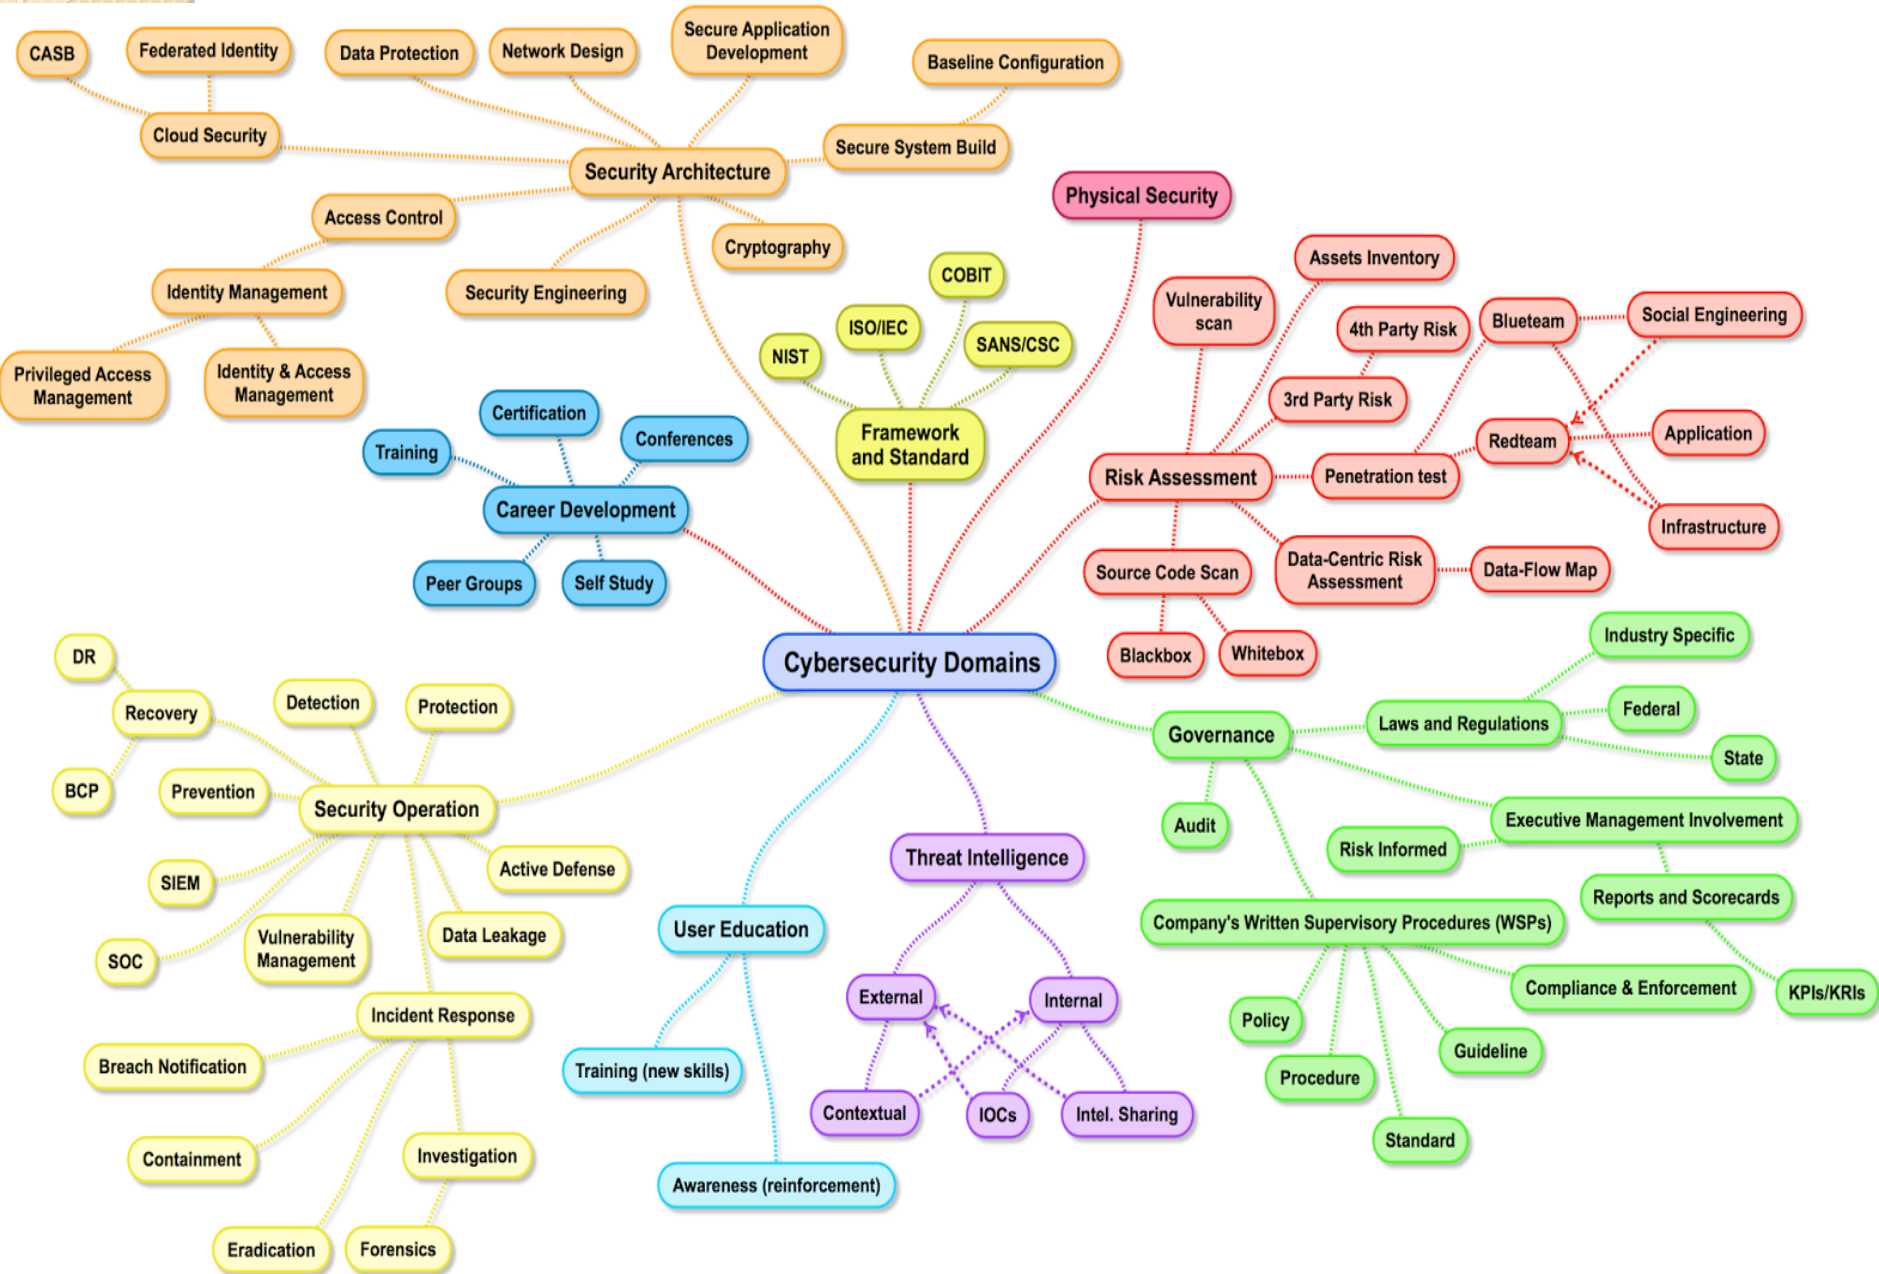 CASB
Federated Identity
Data Protection
Network Design
Secure Application
Development
Baseline Configuration
Cloud Security
Secure System Build
Security Architecture
Access Control
Cryptography
Identity Management
Security Engineering
Privileged Access
Management
Identity & Access
Management
Physical Security
COBIT
ISO/IEC
NIST
SANS/CSC
Framework
and Standard
Certification
Conferences
Training
Career Development
Peer Groups
Self Study
Assets Inventory
Vulnerability
scan
4th Party Risk
Blueteam
Social Engineering
3rd Party Risk
Redteam
Application
Risk Assessment
Penetration test
Infrastructure
Source Code Scan
Data-Centric Risk
Assessment
Data-Flow Map
Blackbox
Whitebox
Cybersecurity Domains
Industry Specific
Federal
Laws and Regulations
Governance
State
Audit
Executive Management Involvement
Risk Informed
Reports and Scorecards
Company's Written Supervisory Procedures (WSPs)
Compliance & Enforcement
KPIs/KRIs
Policy
Guideline
Procedure
Standard
DR
Recovery
Detection
Protection
BCP
Prevention
Security Operation
SIEM
Active Defense
SOC
Vulnerability
Management
Data Leakage
Incident Response
Breach Notification
Containment
Investigation
Eradication
Forensics
User Education
Training (new skills)
Awareness (reinforcement)
Threat Intelligence
External
Internal
Contextual
IOCs
Intel. Sharing